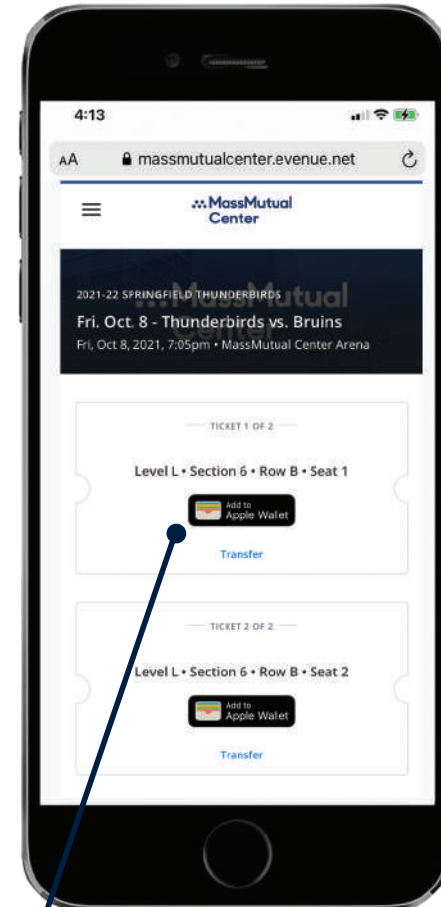 4:13
AA massmutualcenter.evenue.net
MassMutual
Center
2021-22 SPRINGFIELD THUNDERBIRDS
MassMutual
Center
Fri. Oct. 8 - Thunderbirds vs. Bruins
Fri, Oct 8, 2021, 7:05pm • MassMutual Center Arena
TICKET 1 OF 2
Level L • Section 6 • Row B • Seat 1
Add to
Apple Wallet
Transfer
TICKET 2 OF 2
Level L • Section 6 • Row B • Seat 2
Add to
Apple Wallet
Transfer